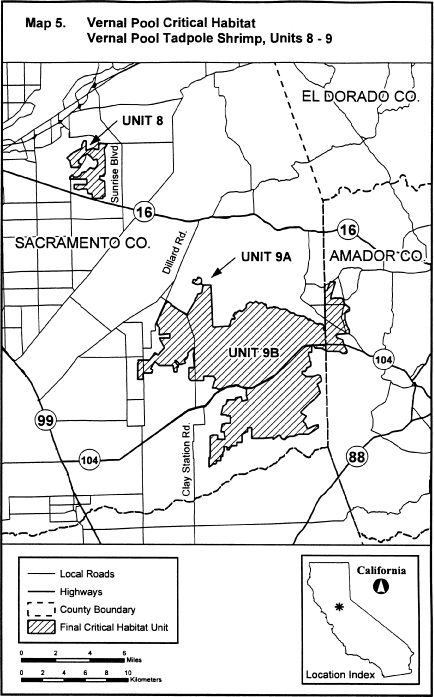 Map 5. Vernal Pool Critical Habitat
Vernal Pool Tadpole Shrimp, Units 8 - 9
EL DORADO CO.
UNIT 8
Sunrise Blvd
16
16
SACRAMENTO CO.
Dillard Rd.
UNIT 9A
AMADOR CO.
UNIT 9B
104
99
104
Clay Station Rd.
88
Local Roads
Highways
County Boundary
Final Critical Habitat Unit
0 2 4 6
Miles
0 2 4 6 8 10
Kilometers
California
Location Index